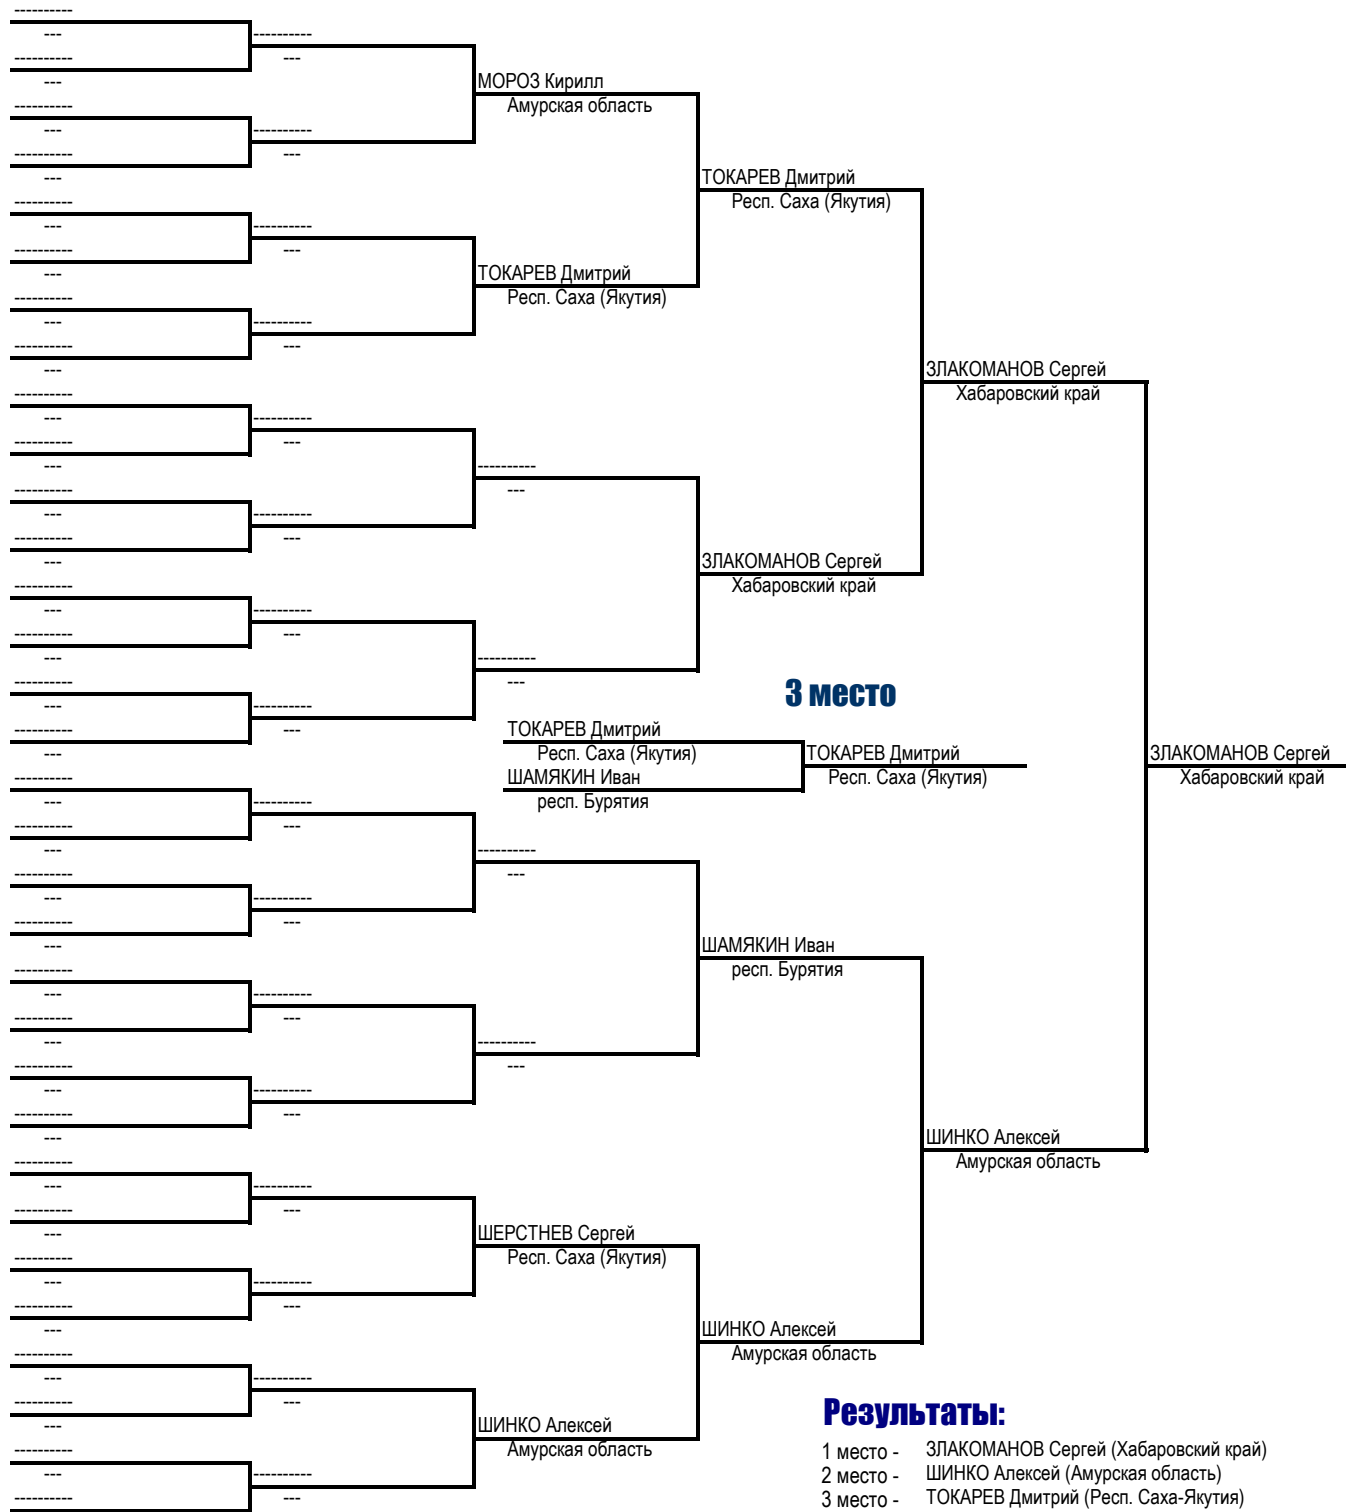 МОРОЗ Кирилл
Амурская область
ТОКАРЕВ Дмитрий
Респ. Саха (Якутия)
ТОКАРЕВ Дмитрий
Респ. Саха (Якутия)
ЗЛАКОМАНОВ Сергей
Хабаровский край
ЗЛАКОМАНОВ Сергей
Хабаровский край
3 место
ТОКАРЕВ Дмитрий
Респ. Саха (Якутия)
ШАМЯКИН Иван
респ. Бурятия
ТОКАРЕВ Дмитрий
Респ. Саха (Якутия)
ЗЛАКОМАНОВ Сергей
Хабаровский край
ШАМЯКИН Иван
респ. Бурятия
ШИНКО Алексей
Амурская область
ШЕРСТНЕВ Сергей
Респ. Саха (Якутия)
ШИНКО Алексей
Амурская область
ШИНКО Алексей
Амурская область
Результаты:
1 место - ЗЛАКОМАНОВ Сергей (Хабаровский край)
2 место - ШИНКО Алексей (Амурская область)
3 место - ТОКАРЕВ Дмитрий (Респ. Саха-Якутия)